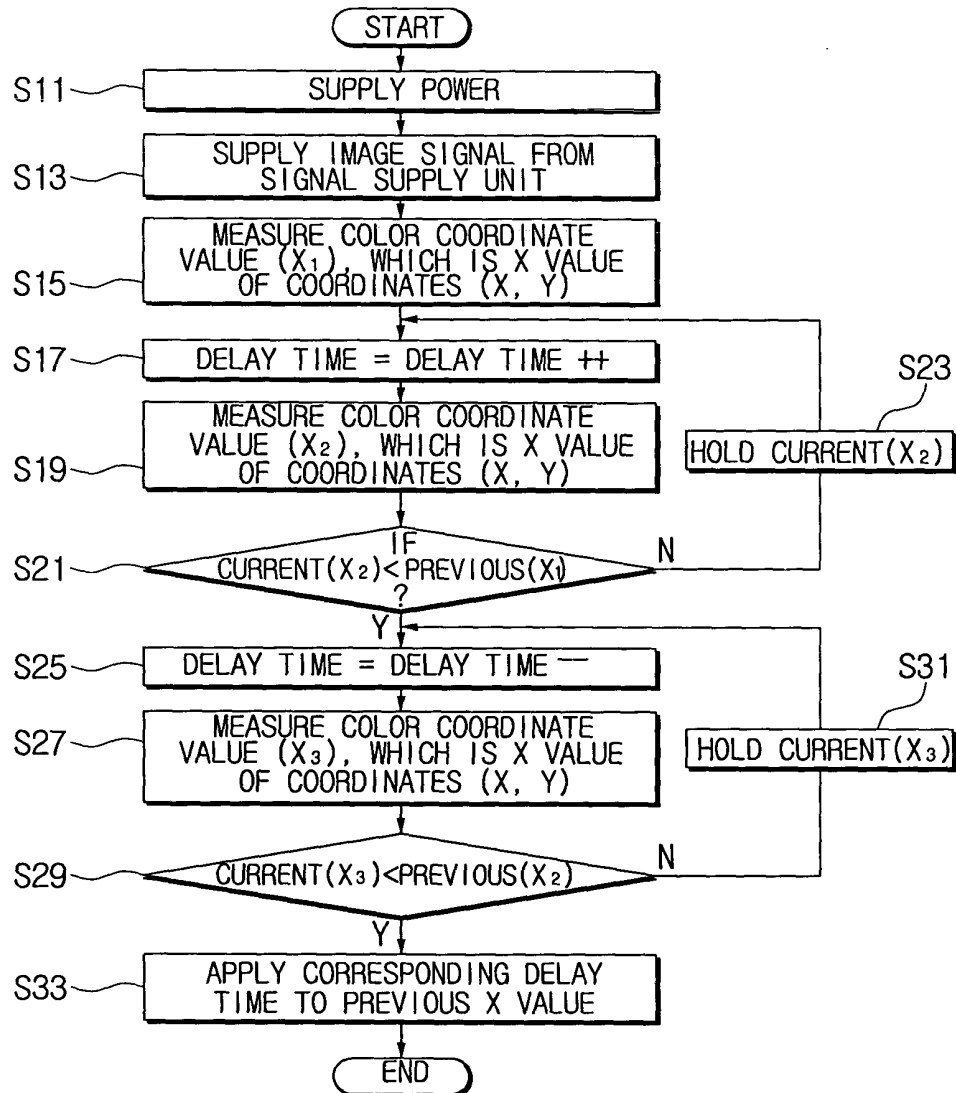 START
S11
SUPPLY POWER
S13
SUPPLY IMAGE SIGNAL FROM
SIGNAL SUPPLY UNIT
S15
MEASURE COLOR COORDINATE
VALUE (X1), WHICH IS X VALUE
OF COORDINATES (X, Y)
S17
DELAY TIME = DELAY TIME ++
S23
HOLD CURRENT(X2)
S19
MEASURE COLOR COORDINATE
VALUE (X2), WHICH IS X VALUE
OF COORDINATES (X, Y)
S21
IF
CURRENT(X2)<PREVIOUS(X1)
?
N
Y
S25
DELAY TIME = DELAY TIME --
S31
HOLD CURRENT(X3)
S27
MEASURE COLOR COORDINATE
VALUE (X3), WHICH IS X VALUE
OF COORDINATES (X, Y)
S29
CURRENT(X3)<PREVIOUS(X2)
N
Y
S33
APPLY CORRESPONDING DELAY
TIME TO PREVIOUS X VALUE
END